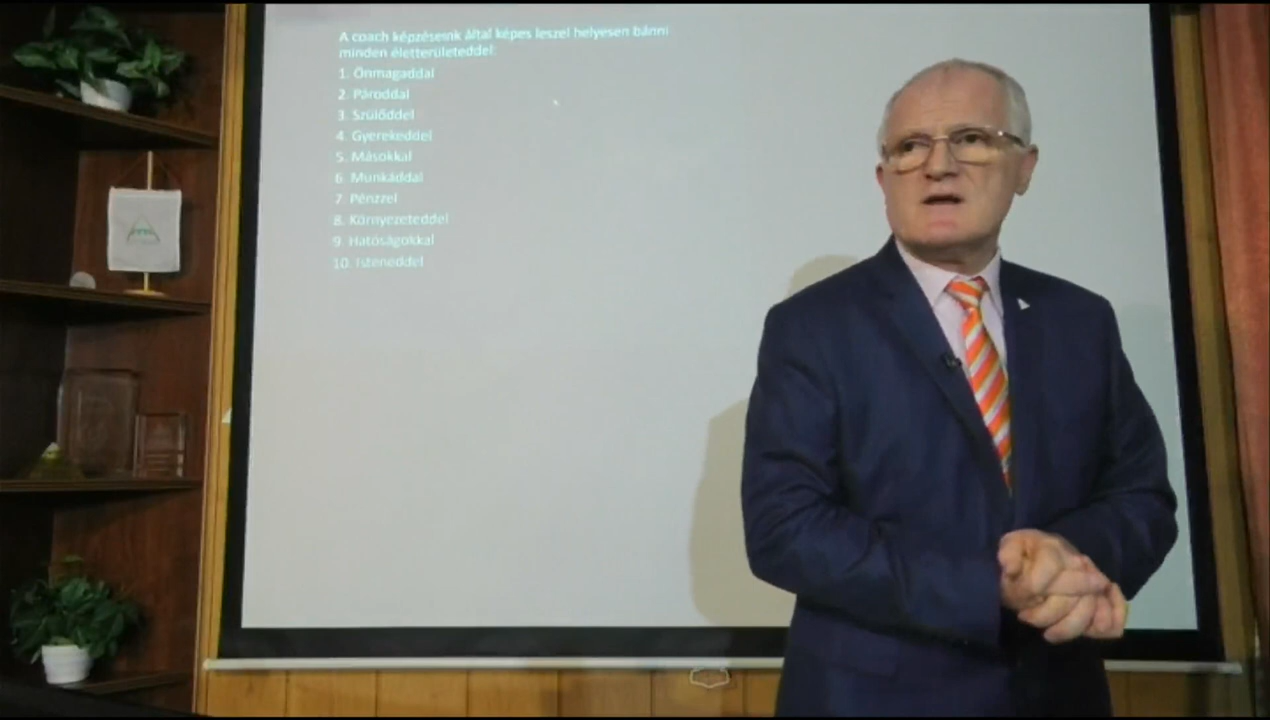 A coach képzéseink által képes leszel helyesen bánni
minden életterületeddel:
1. Önmagaddal
2. Pároddal
3. Szülőddel
4. Gyerekeddel
5. Másokkal
6. Munkáddal
7. Pénzzel
8. Környezeteddel
9. Hatóságokkal
10. Isteneddel